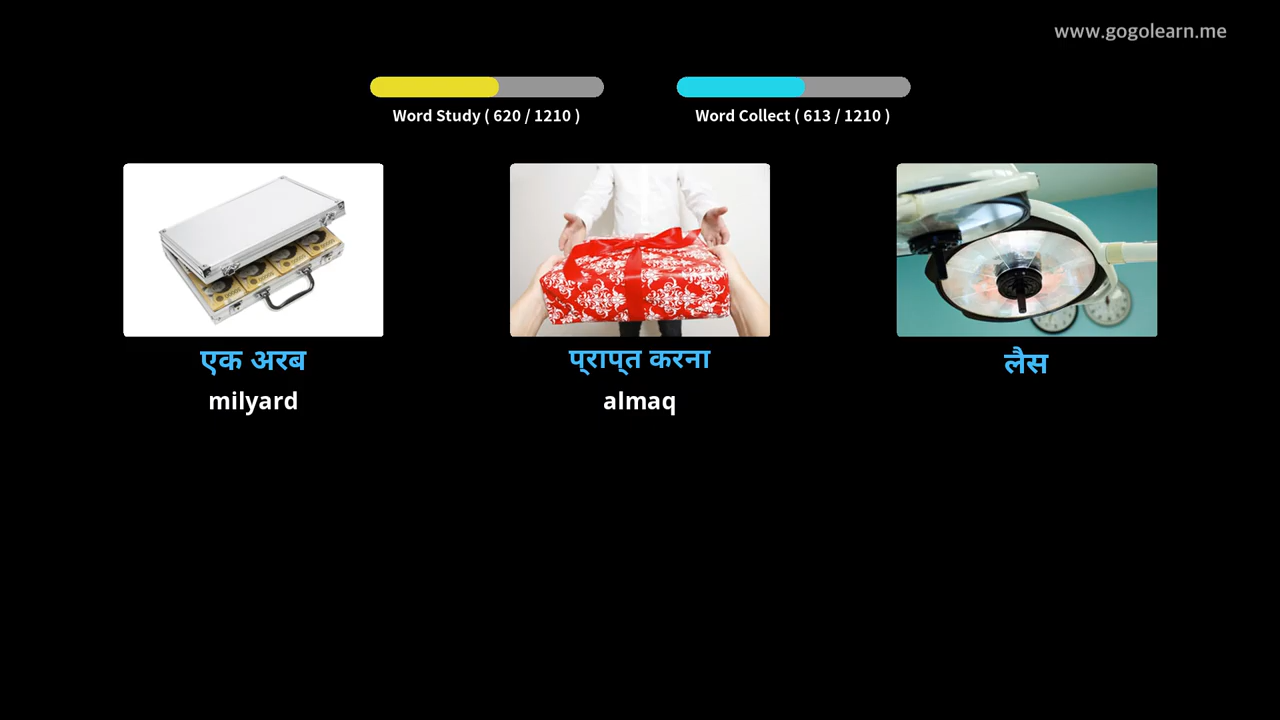 www.gogolearn.me
Word Study ( 620 / 1210 )
Word Collect ( 613 / 1210 )
एक अरब
प्राप्त करना
लैस
milyard
almaq